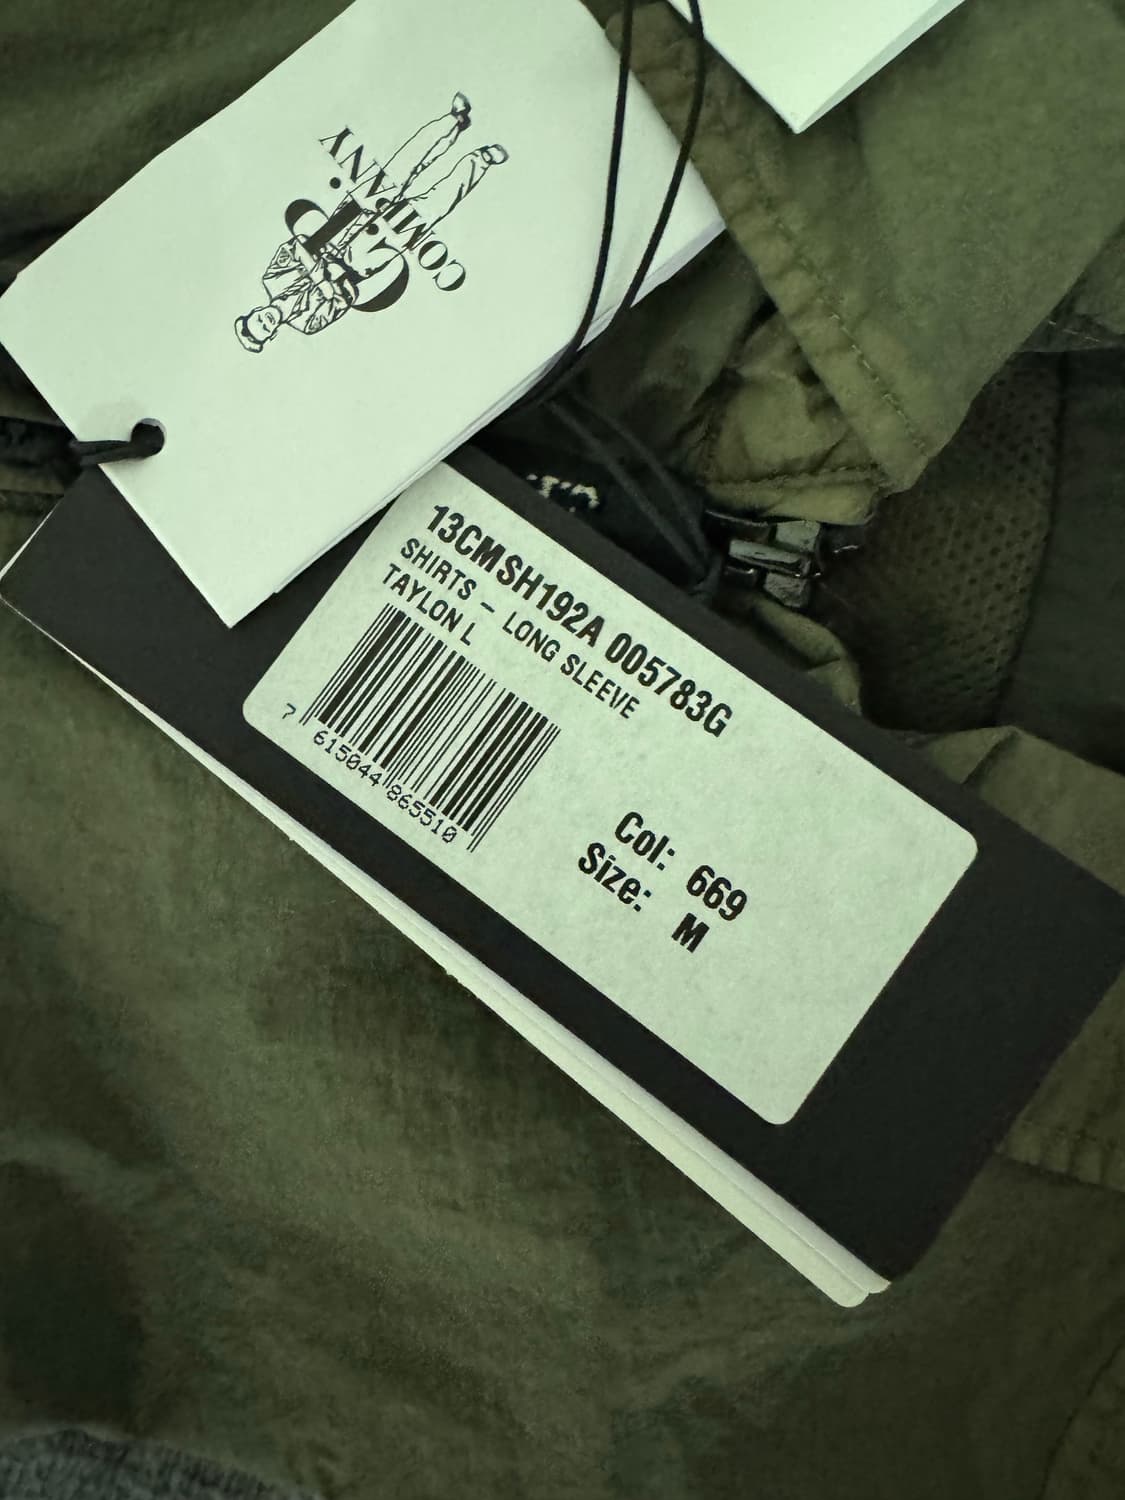 C.P.
COMPANY
13CMSH192A 005783G
SHIRTS - LONG SLEEVE
TAYLON L
7 615044 865510
Col: 669
Size: M